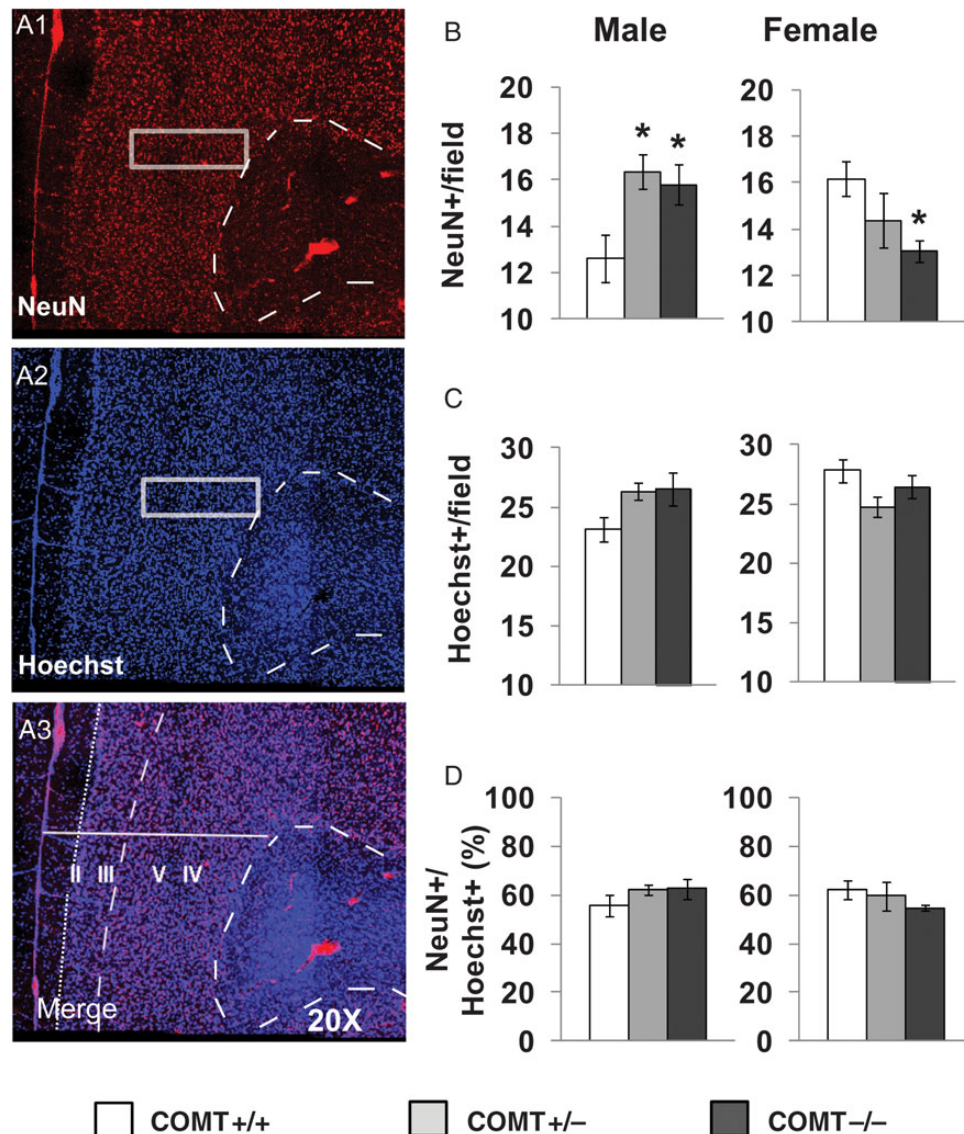 A1
NeuN
A2
Hoechst
A3
II III V IV
Merge
20X
B
Male Female
NeuN+/field
20
18
16
14
12
10
* *
20
18
16
14
12
10
*
C
Hoechst+/field
30
25
20
15
10
30
25
20
15
10
D
NeuN+/
Hoechst+ (%)
100
80
60
40
20
0
100
80
60
40
20
0
COMT+/+ COMT+/– COMT–/–